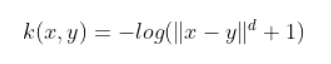 k(x, y) = −log(‖x − y‖ᵈ + 1)